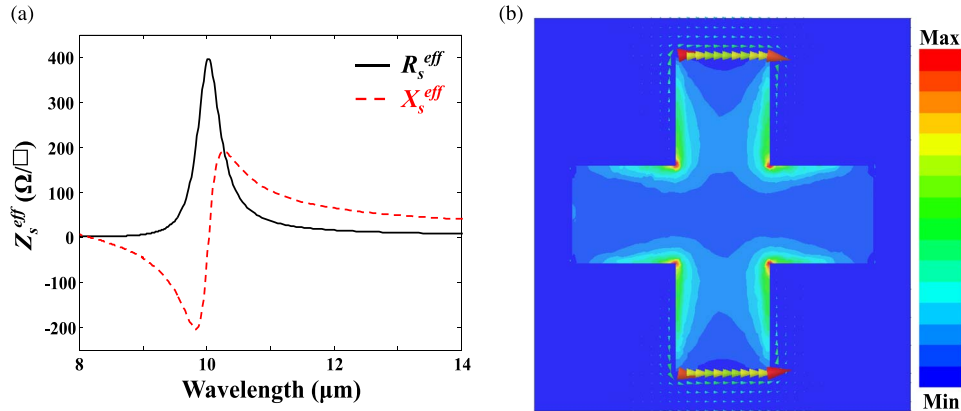 (a)
(b)
400
300
200
100
0
-100
-200
Z_s^eff (Ω/□)
R_s^eff
X_s^eff
8
10
12
14
Wavelength (μm)
Max
Min